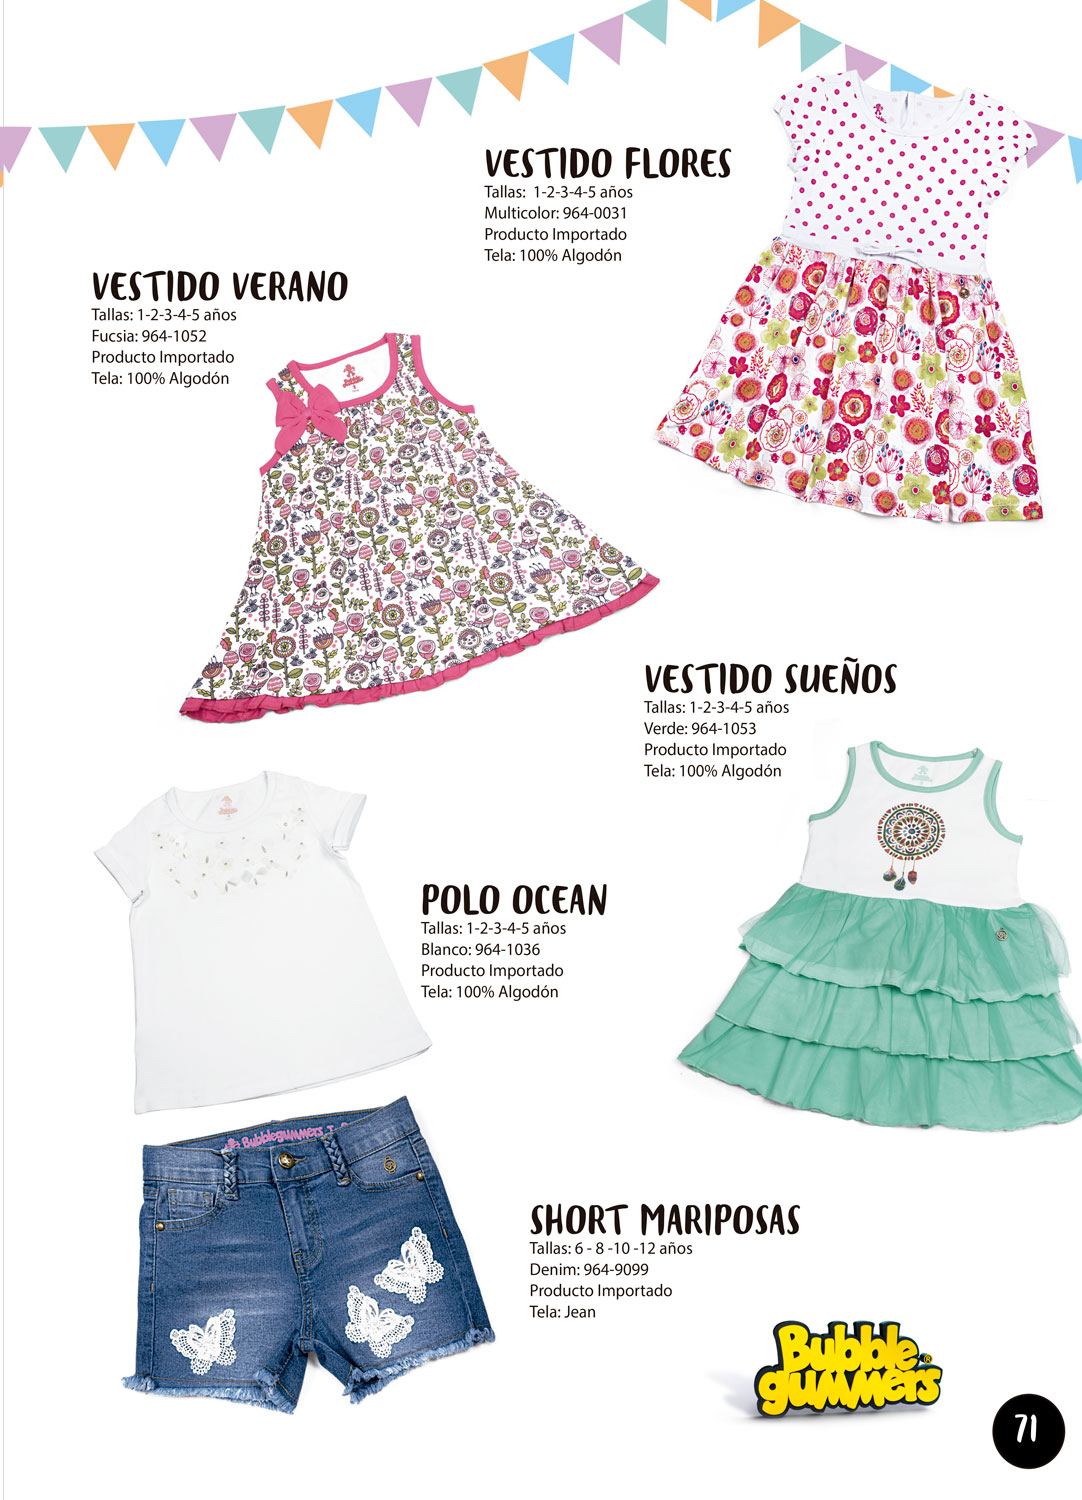 VESTIDO FLORES
Tallas: 1-2-3-4-5 años
Multicolor: 964-0031
Producto Importado
Tela: 100% Algodón
VESTIDO VERANO
Tallas: 1-2-3-4-5 años
Fucsia: 964-1052
Producto Importado
Tela: 100% Algodón
VESTIDO SUEÑOS
Tallas: 1-2-3-4-5 años
Verde: 964-1053
Producto Importado
Tela: 100% Algodón
POLO OCEAN
Tallas: 1-2-3-4-5 años
Blanco: 964-1036
Producto Importado
Tela: 100% Algodón
Bubblegummers
SHORT MARIPOSAS
Tallas: 6 - 8 -10 -12 años
Denim: 964-9099
Producto Importado
Tela: Jean
Bubble
gummers®
71